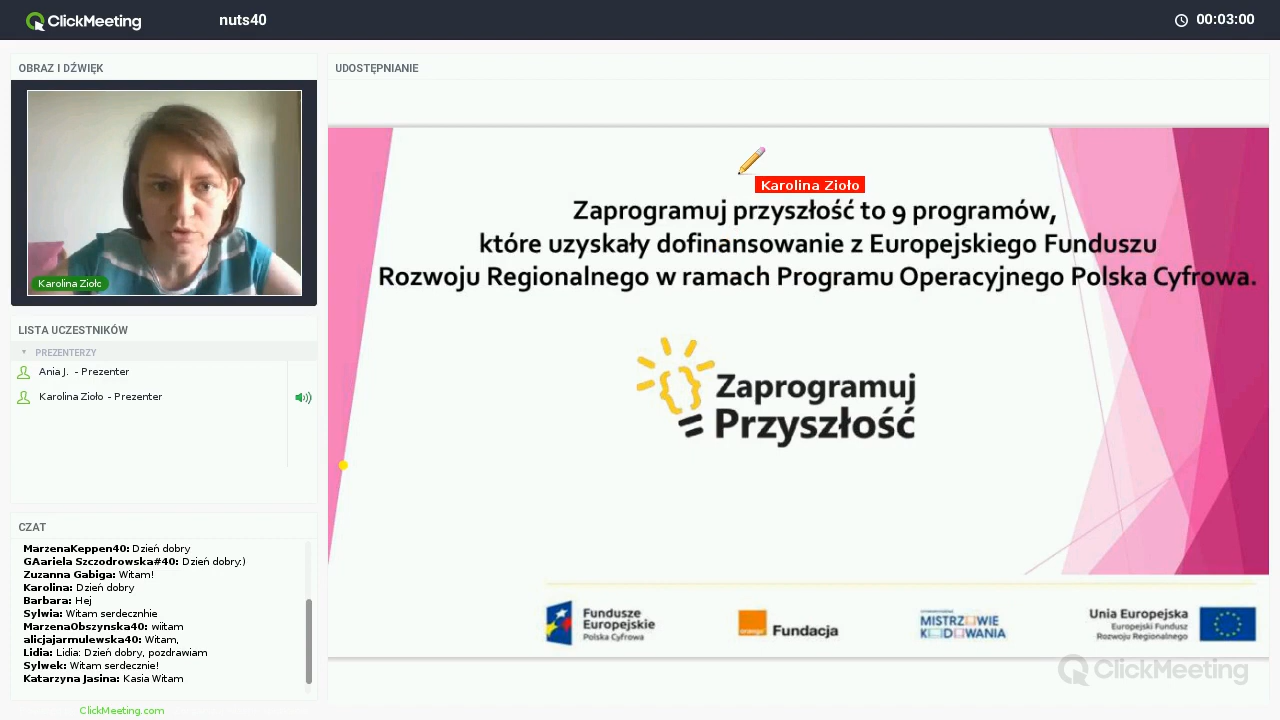 ClickMeeting
nuts40
00:03:00
OBRAZ I DŹWIĘK
Karolina Zioło
LISTA UCZESTNIKÓW
PREZENTERZY
Ania J. - Prezenter
Karolina Zioło - Prezenter
CZAT
MarzenaKeppen40: Dzień dobry
GAariela Szczodrowska#40: Dzień dobry:)
Zuzanna Gabiga: Witam!
Karolina: Dzień dobry
Barbara: Hej
Sylwia: Witam serdecznhie
MarzenaObszynska40: wiitam
alicjajarmulewska40: Witam,
Lidia: Lidia: Dzień dobry, pozdrawiam
Sylwek: Witam serdecznie!
Katarzyna Jasina: Kasia Witam
ClickMeeting.com
UDOSTĘPNIANIE
Karolina Zioło
Zaprogramuj przyszłość to 9 programów,
które uzyskały dofinansowanie z Europejskiego Funduszu
Rozwoju Regionalnego w ramach Programu Operacyjnego Polska Cyfrowa.
Zaprogramuj
Przyszłość
Fundusze
Europejskie
Polska Cyfrowa
orange
Fundacja
MISTRZOWIE
KODOWANIA
Unia Europejska
Europejski Fundusz
Rozwoju Regionalnego
ClickMeeting